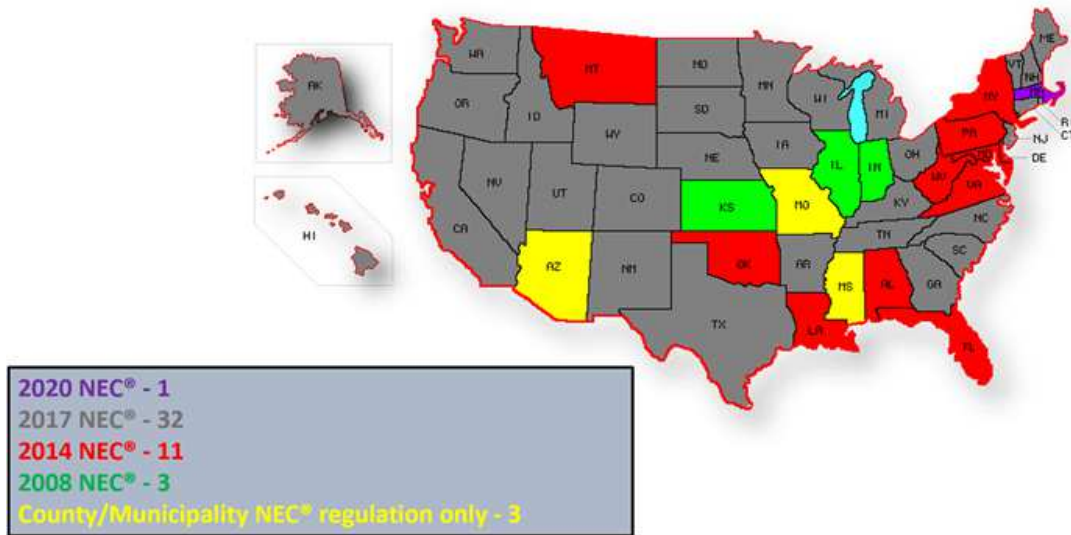 ME
WA
MT
ND
MN
VT
NH
AK
OR
ID
SD
WI
MI
NY
WY
IA
PA
R
CT
NJ
DE
NE
IL
IN
OH
NV
UT
CO
KS
MO
WV
VA
KY
CA
NC
TN
HI
AZ
NM
OK
AR
SC
MS
AL
GA
TX
LA
FL
2020 NEC® - 1
2017 NEC® - 32
2014 NEC® - 11
2008 NEC® - 3
County/Municipality NEC® regulation only - 3